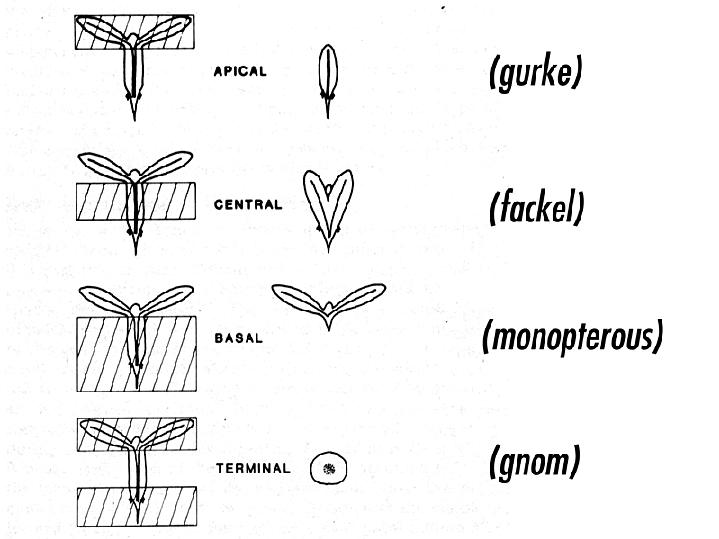 APICAL (gurke)
CENTRAL (fackel)
BASAL (monopterous)
TERMINAL (gnom)